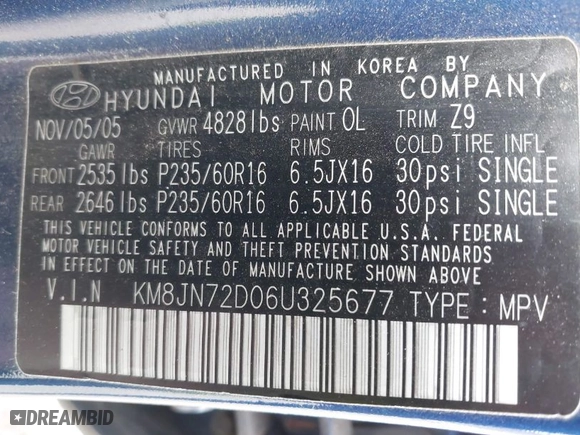 MANUFACTURED IN KOREA BY
HYUNDAI MOTOR COMPANY
NOV/05/05 GVWR 4828lbs PAINT OL TRIM Z9
GAWR TIRES RIMS COLD TIRE INFL
FRONT 2535lbs P235/60R16 6.5JX16 30psi SINGLE
REAR 2646lbs P235/60R16 6.5JX16 30psi SINGLE
THIS VEHICLE CONFORMS TO ALL APPLICABLE U.S.A. FEDERAL
MOTOR VEHICLE SAFETY AND THEFT PREVENTION STANDARDS
IN EFFECT ON THE DATE OF MANUFACTURE SHOWN ABOVE
V.I.N KM8JN72D06U325677 TYPE: MPV
DREAMBID